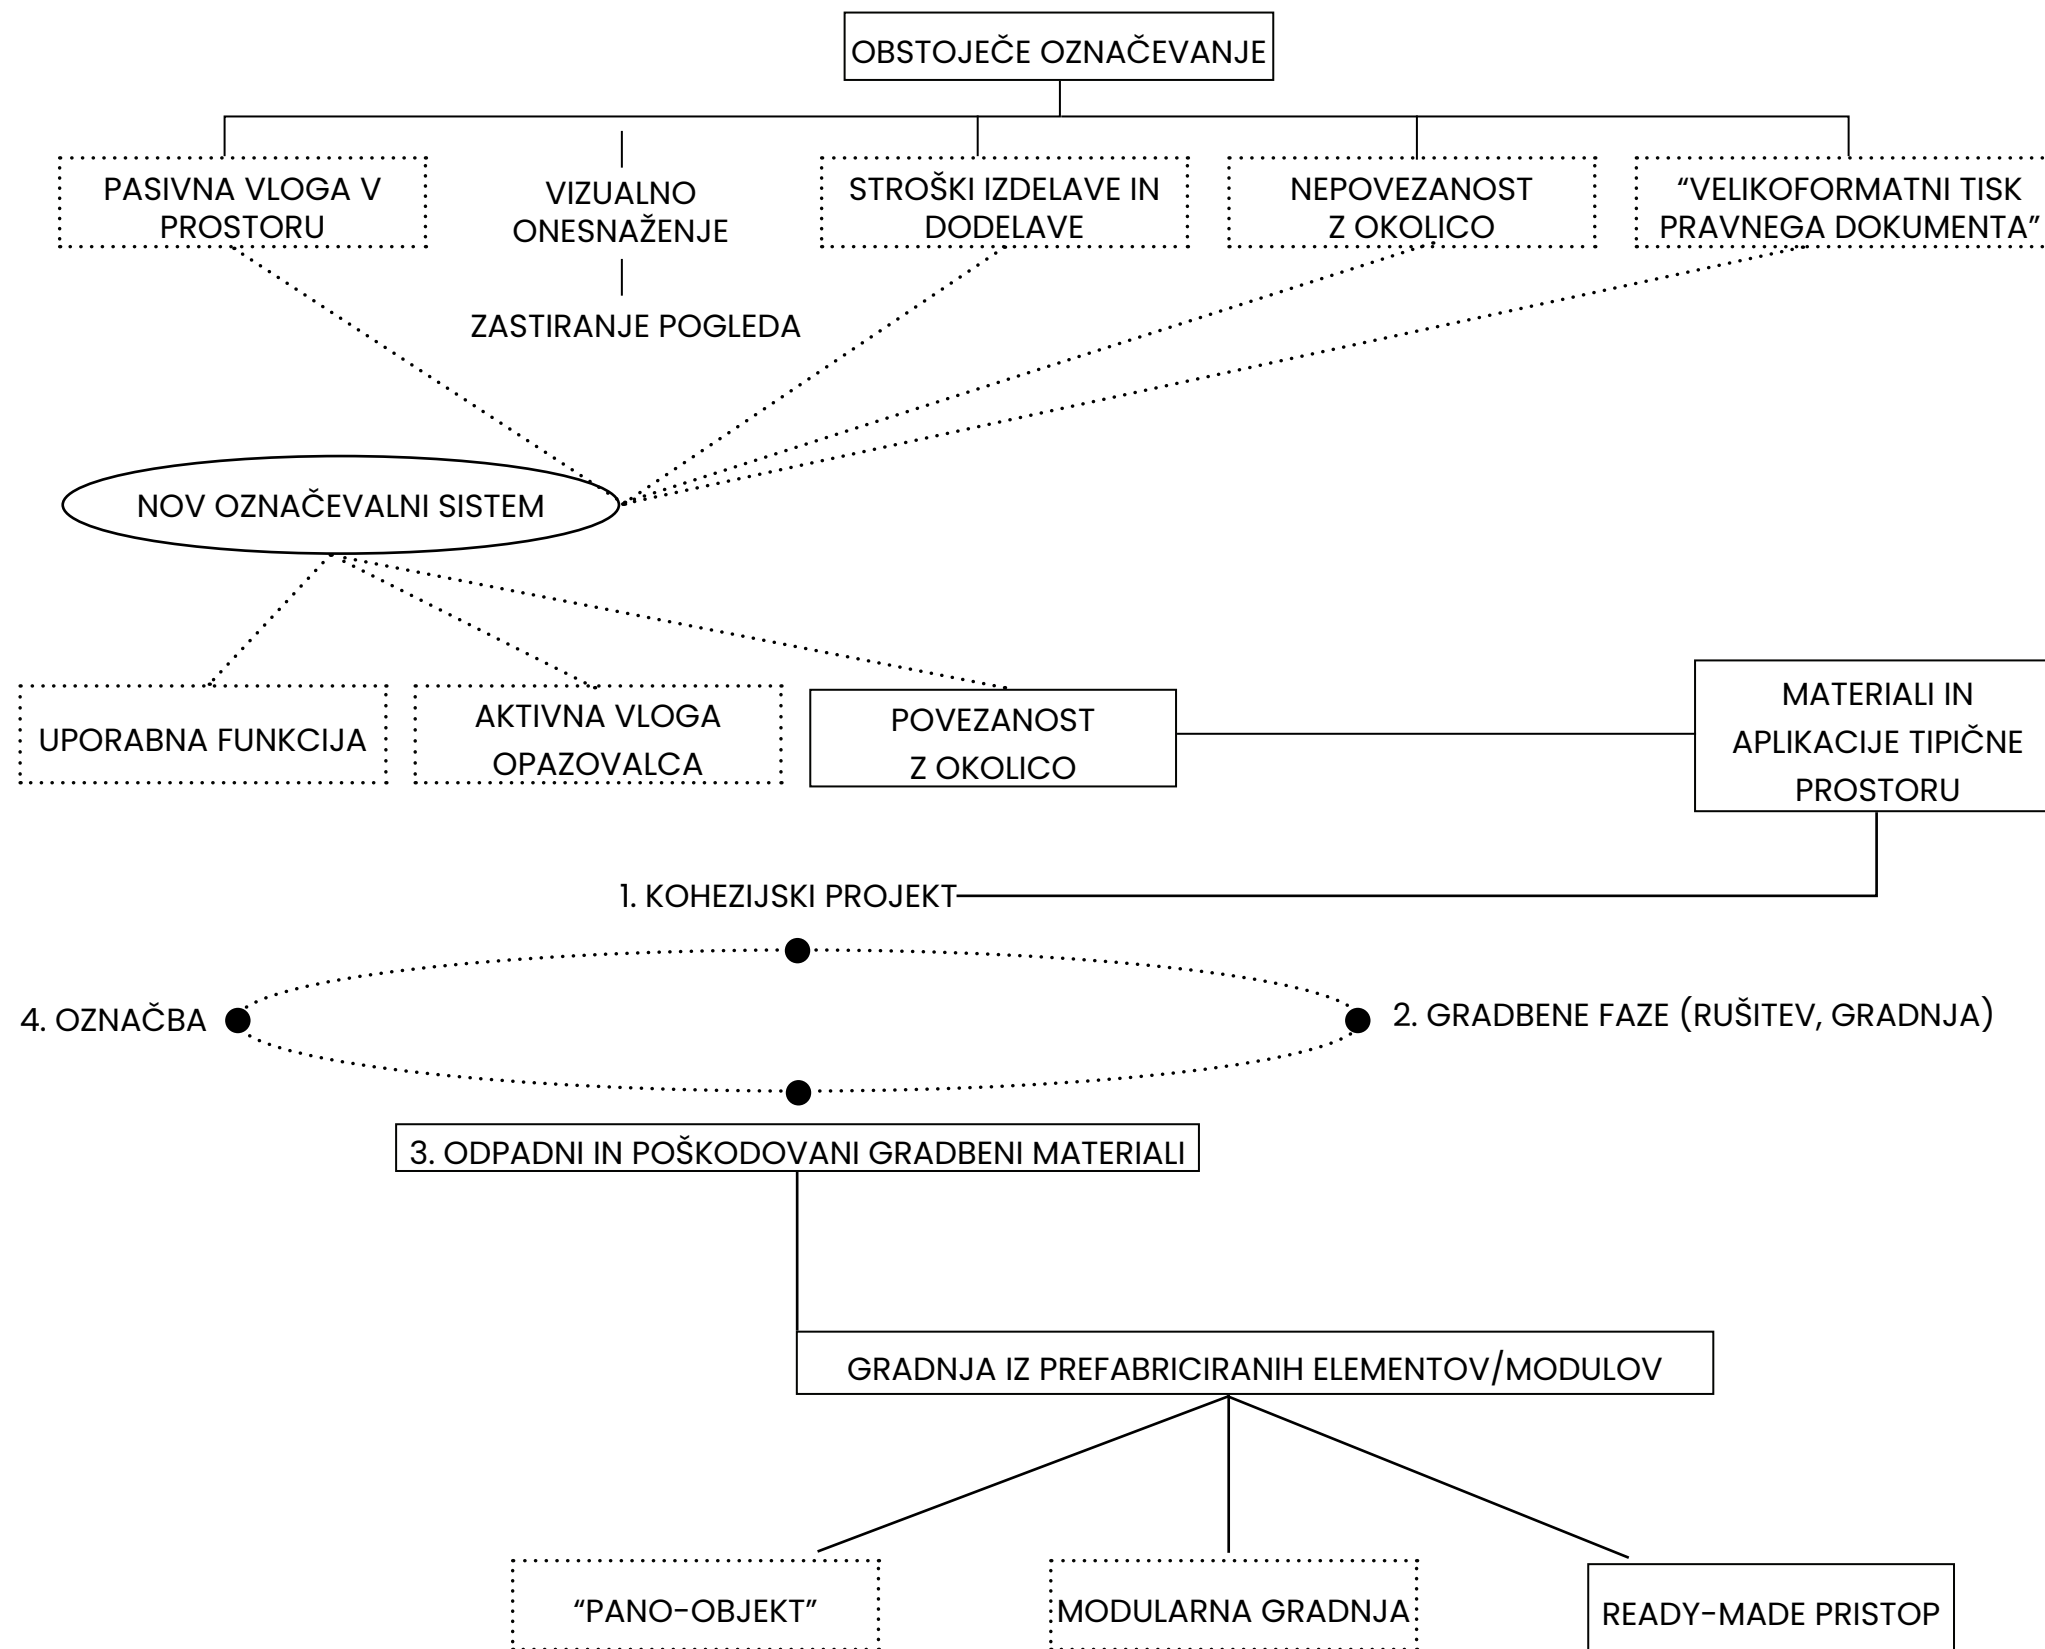 OBSTOJEČE OZNAČEVANJE
PASIVNA VLOGA V
PROSTORU
VIZUALNO
ONESNAŽENJE
ZASTIRANJE POGLEDA
STROŠKI IZDELAVE IN
DODELAVE
NEPOVEZANOST
Z OKOLICO
“VELIKOFORMATNI TISK
PRAVNEGA DOKUMENTA”
NOV OZNAČEVALNI SISTEM
UPORABNA FUNKCIJA
AKTIVNA VLOGA
OPAZOVALCA
POVEZANOST
Z OKOLICO
MATERIALI IN
APLIKACIJE TIPIČNE
PROSTORU
1. KOHEZIJSKI PROJEKT
4. OZNAČBA
2. GRADBENE FAZE (RUŠITEV, GRADNJA)
3. ODPADNI IN POŠKODOVANI GRADBENI MATERIALI
GRADNJA IZ PREFABRICIRANIH ELEMENTOV/MODULOV
“PANO-OBJEKT”
MODULARNA GRADNJA
READY-MADE PRISTOP